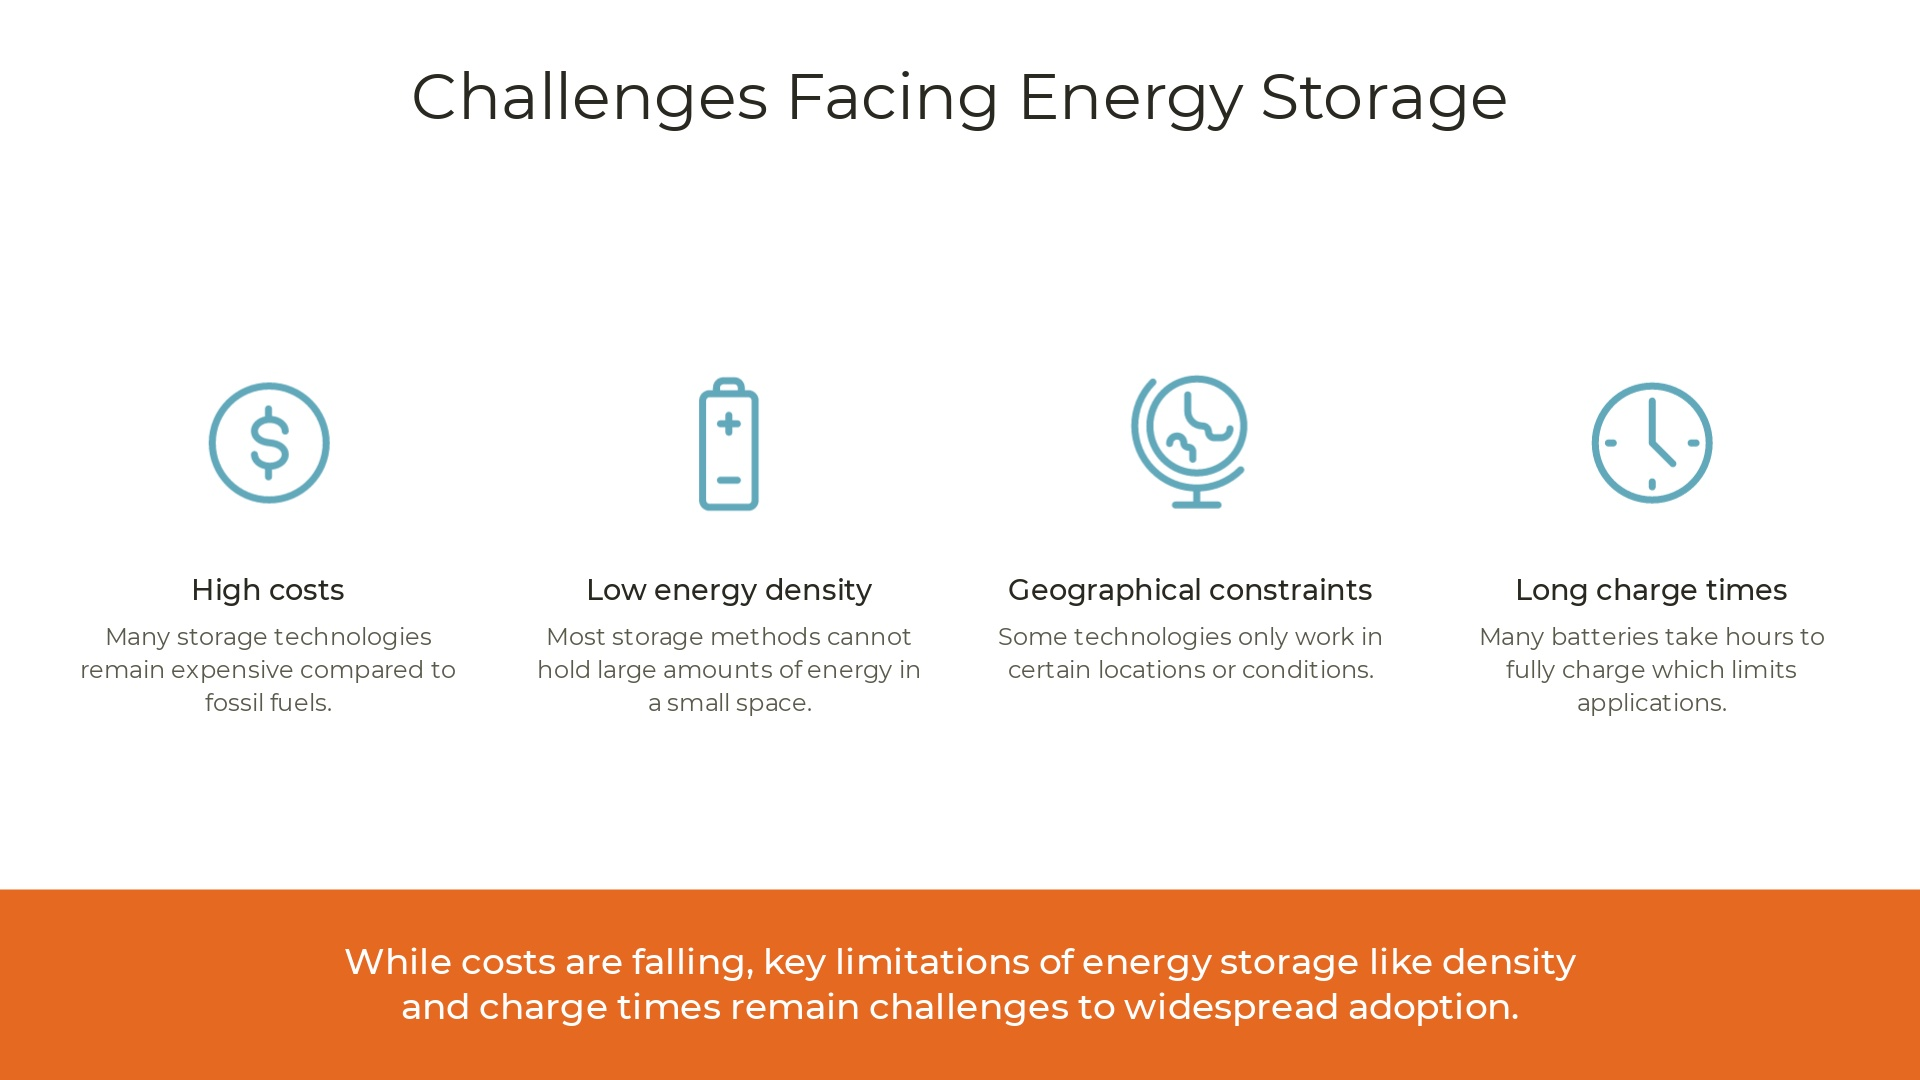 Challenges Facing Energy Storage
High costs
Many storage technologies
remain expensive compared to
fossil fuels.
Low energy density
Most storage methods cannot
hold large amounts of energy in
a small space.
Geographical constraints
Some technologies only work in
certain locations or conditions.
Long charge times
Many batteries take hours to
fully charge which limits
applications.
While costs are falling, key limitations of energy storage like density
and charge times remain challenges to widespread adoption.